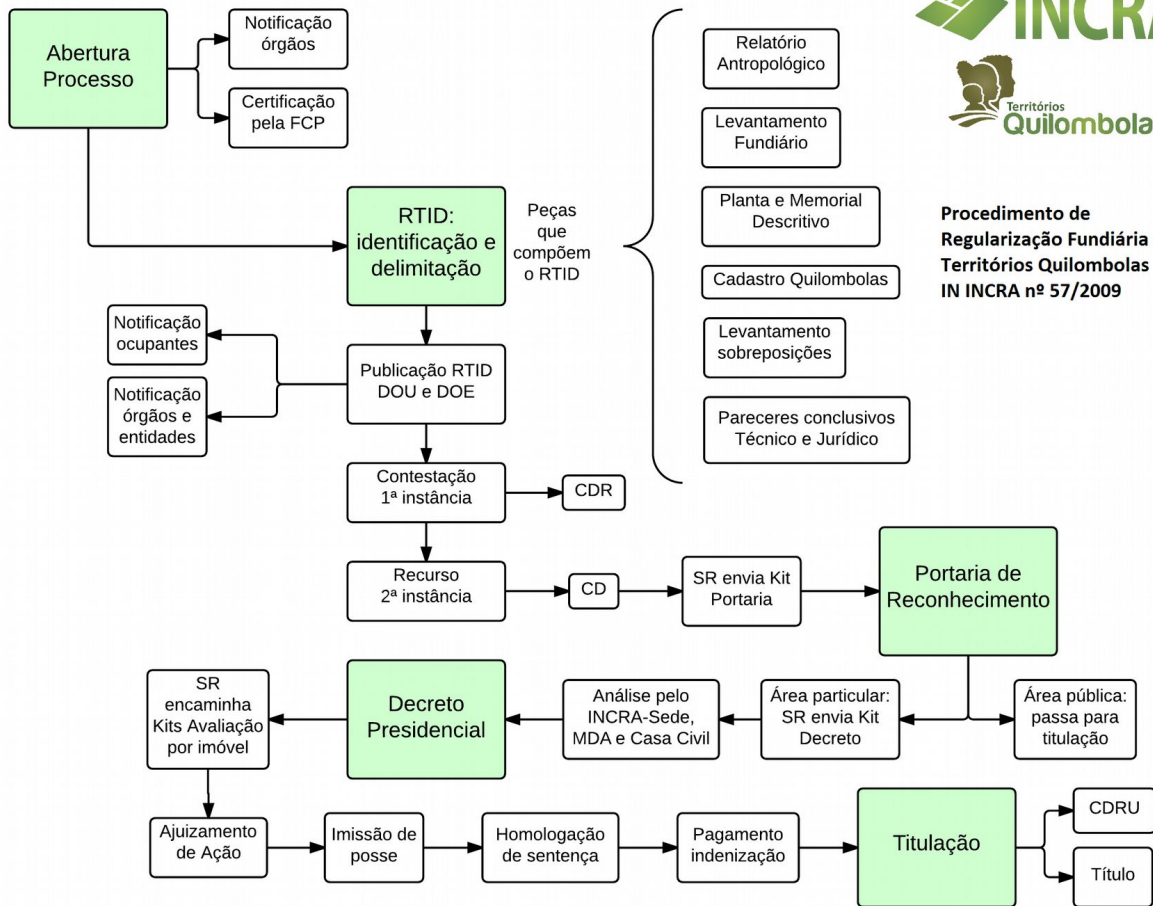 INCRA
Territórios
Quilombola
Procedimento de
Regularização Fundiária
Territórios Quilombolas
IN INCRA nº 57/2009
Abertura
Processo
Notificação
órgãos
Certificação
pela FCP
RTID:
identificação e
delimitação
Peças
que
compõem
o RTID
Relatório
Antropológico
Levantamento
Fundiário
Planta e Memorial
Descritivo
Cadastro Quilombolas
Levantamento
sobreposições
Pareceres conclusivos
Técnico e Jurídico
Notificação
ocupantes
Notificação
órgãos e
entidades
Publicação RTID
DOU e DOE
Contestação
1ª instância
CDR
Recurso
2ª instância
CD
SR envia Kit
Portaria
Portaria de
Reconhecimento
Área pública:
passa para
titulação
Área particular:
SR envia Kit
Decreto
Análise pelo
INCRA-Sede,
MDA e Casa Civil
Decreto
Presidencial
SR
encaminha
Kits Avaliação
por imóvel
Ajuizamento
de Ação
Imissão de
posse
Homologação
de sentença
Pagamento
indenização
Titulação
CDRU
Título